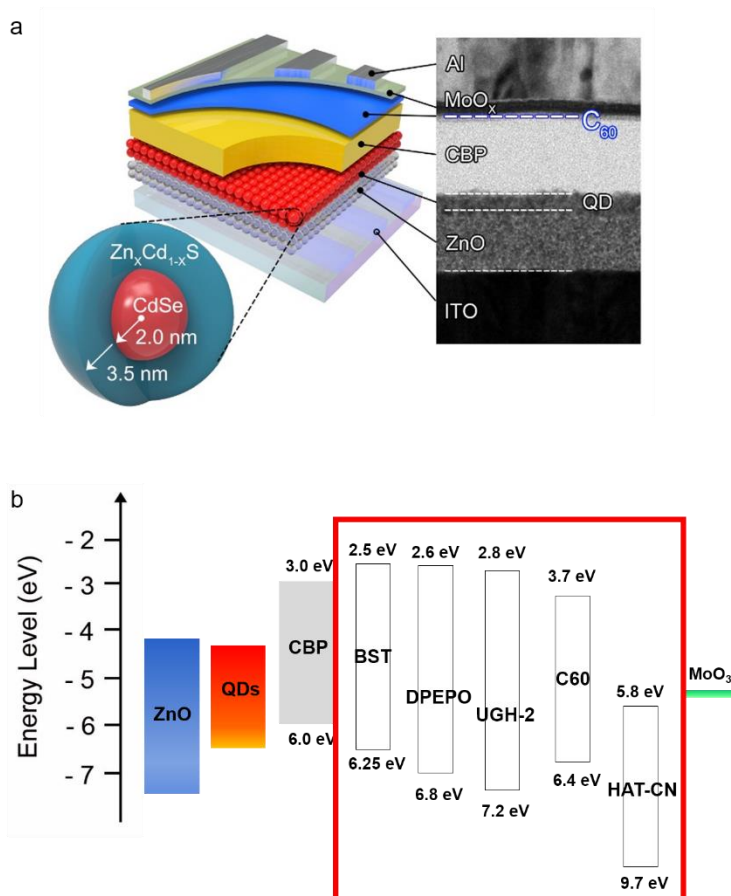 a
Al
MoOₓ
C₆₀
CBP
QD
ZnO
ITO
ZnₓCd₁₋ₓS
CdSe
2.0 nm
3.5 nm
b
Energy Level (eV)
- 2
- 3
- 4
- 5
- 6
- 7
ZnO
QDs
3.0 eV
CBP
6.0 eV
2.5 eV
BST
6.25 eV
2.6 eV
DPEPO
6.8 eV
2.8 eV
UGH-2
7.2 eV
3.7 eV
C60
6.4 eV
5.8 eV
HAT-CN
9.7 eV
MoO₃